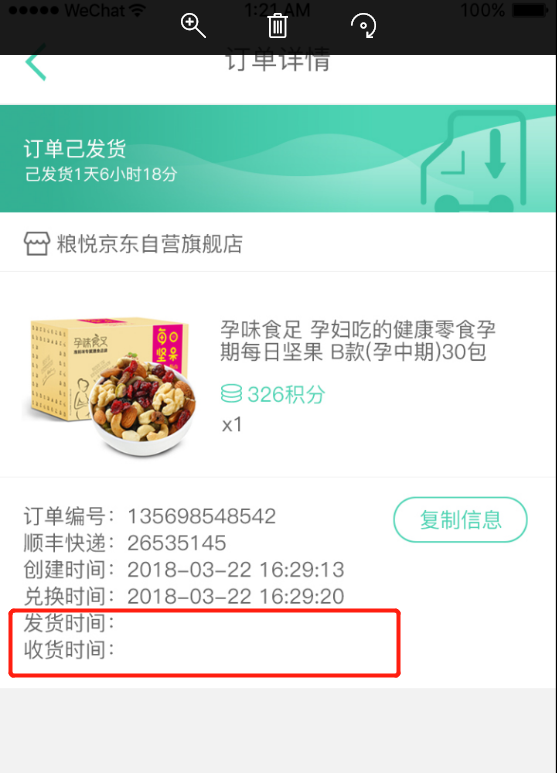 WeChat 1:21 AM 100%
订单详情
订单己发货
己发货1天6小时18分
粮悦京东自营旗舰店
孕味食足
每日
坚果
孕味食足 孕妇吃的健康零食孕
期每日坚果 B款(孕中期)30包
326积分
x1
订单编号：135698548542
复制信息
顺丰快递：26535145
创建时间：2018-03-22 16:29:13
兑换时间：2018-03-22 16:29:20
发货时间：
收货时间：